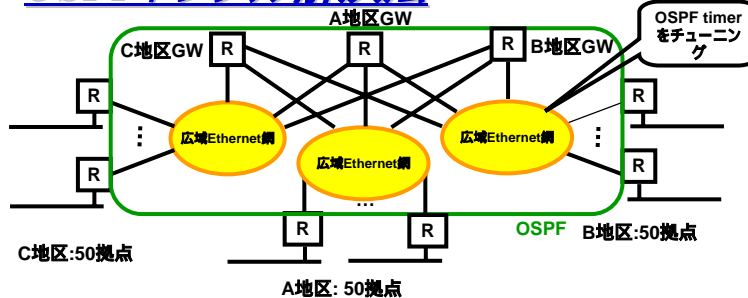 A地区GW
OSPF timer
をチューニン
グ
C地区GW
R
R
R
B地区GW
R
R
広域Ethernet網
広域Ethernet網
広域Ethernet網
R
R
...
...
...
R
R
OSPF
B地区:50拠点
C地区:50拠点
A地区: 50拠点